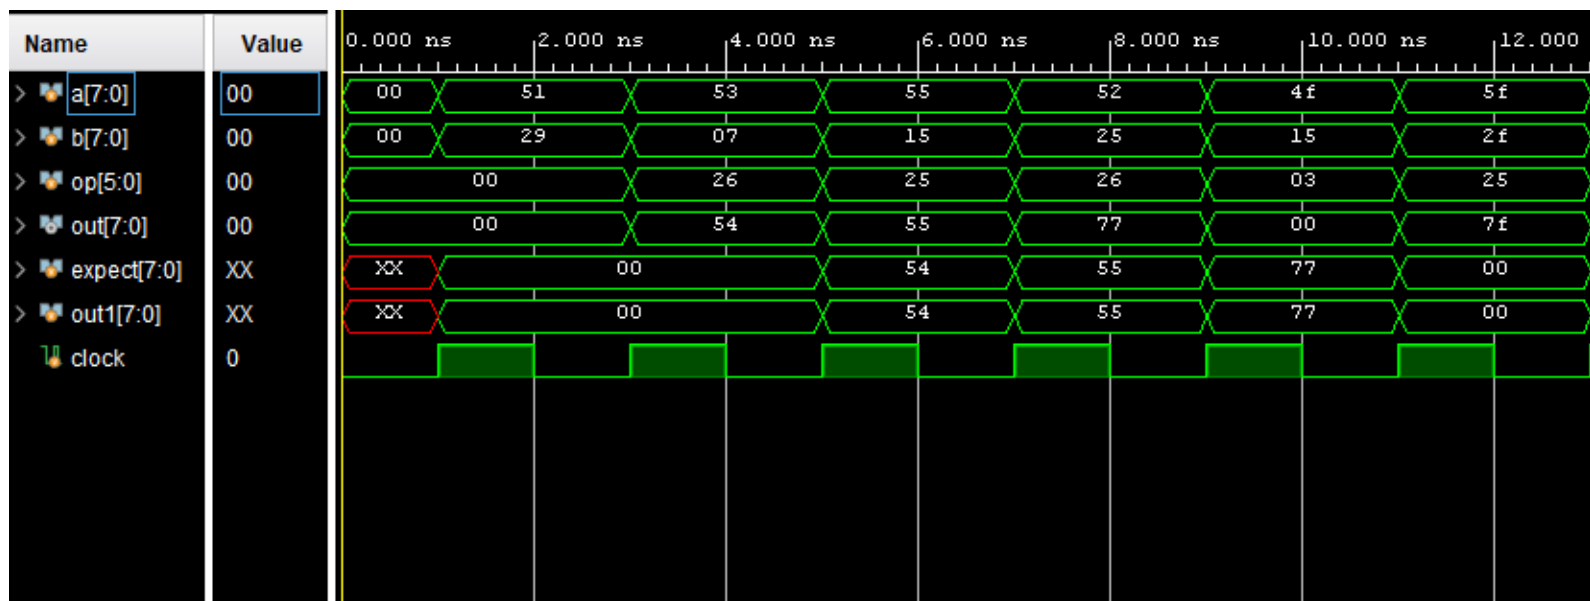 Name Value 0.000 ns 2.000 ns 4.000 ns 6.000 ns 8.000 ns 10.000 ns 12.000
a[7:0] 00 00 51 53 55 52 4f 5f
b[7:0] 00 00 29 07 15 25 15 2f
op[5:0] 00 00 26 25 26 03 25
out[7:0] 00 00 54 55 77 00 7f
expect[7:0] XX XX 00 54 55 77 00
out1[7:0] XX XX 00 54 55 77 00
clock 0